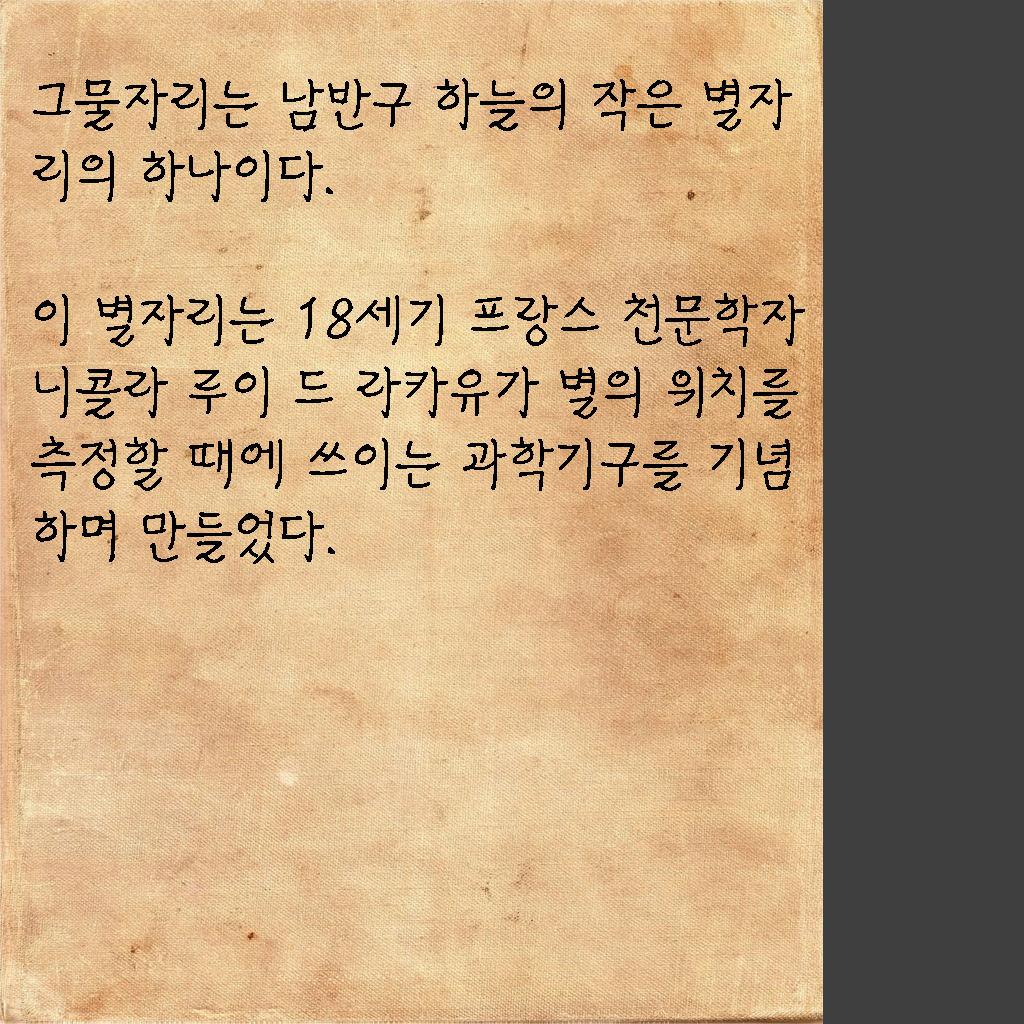 그물자리는 남반구 하늘의 작은 별자
리의 하나이다.
이 별자리는 18세기 프랑스 천문학자
니콜라 루이 드 라카유가 별의 위치를
측정할 때에 쓰이는 과학기구를 기념
하며 만들었다.